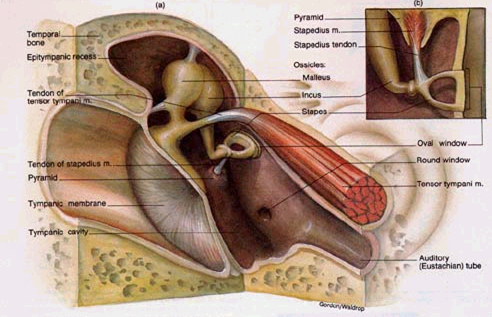 (a)
(b)
Temporal
bone
Epitympanic recess
Tendon of
tensor tympani m.
Tendon of stapedius m.
Pyramid
Tympanic membrane
Tympanic cavity
Pyramid
Stapedius m.
Stapedius tendon
Ossicles:
Malleus
Incus
Stapes
Oval window
Round window
Tensor tympani m.
Auditory
(Eustachian) tube
Gordon/Waldrop